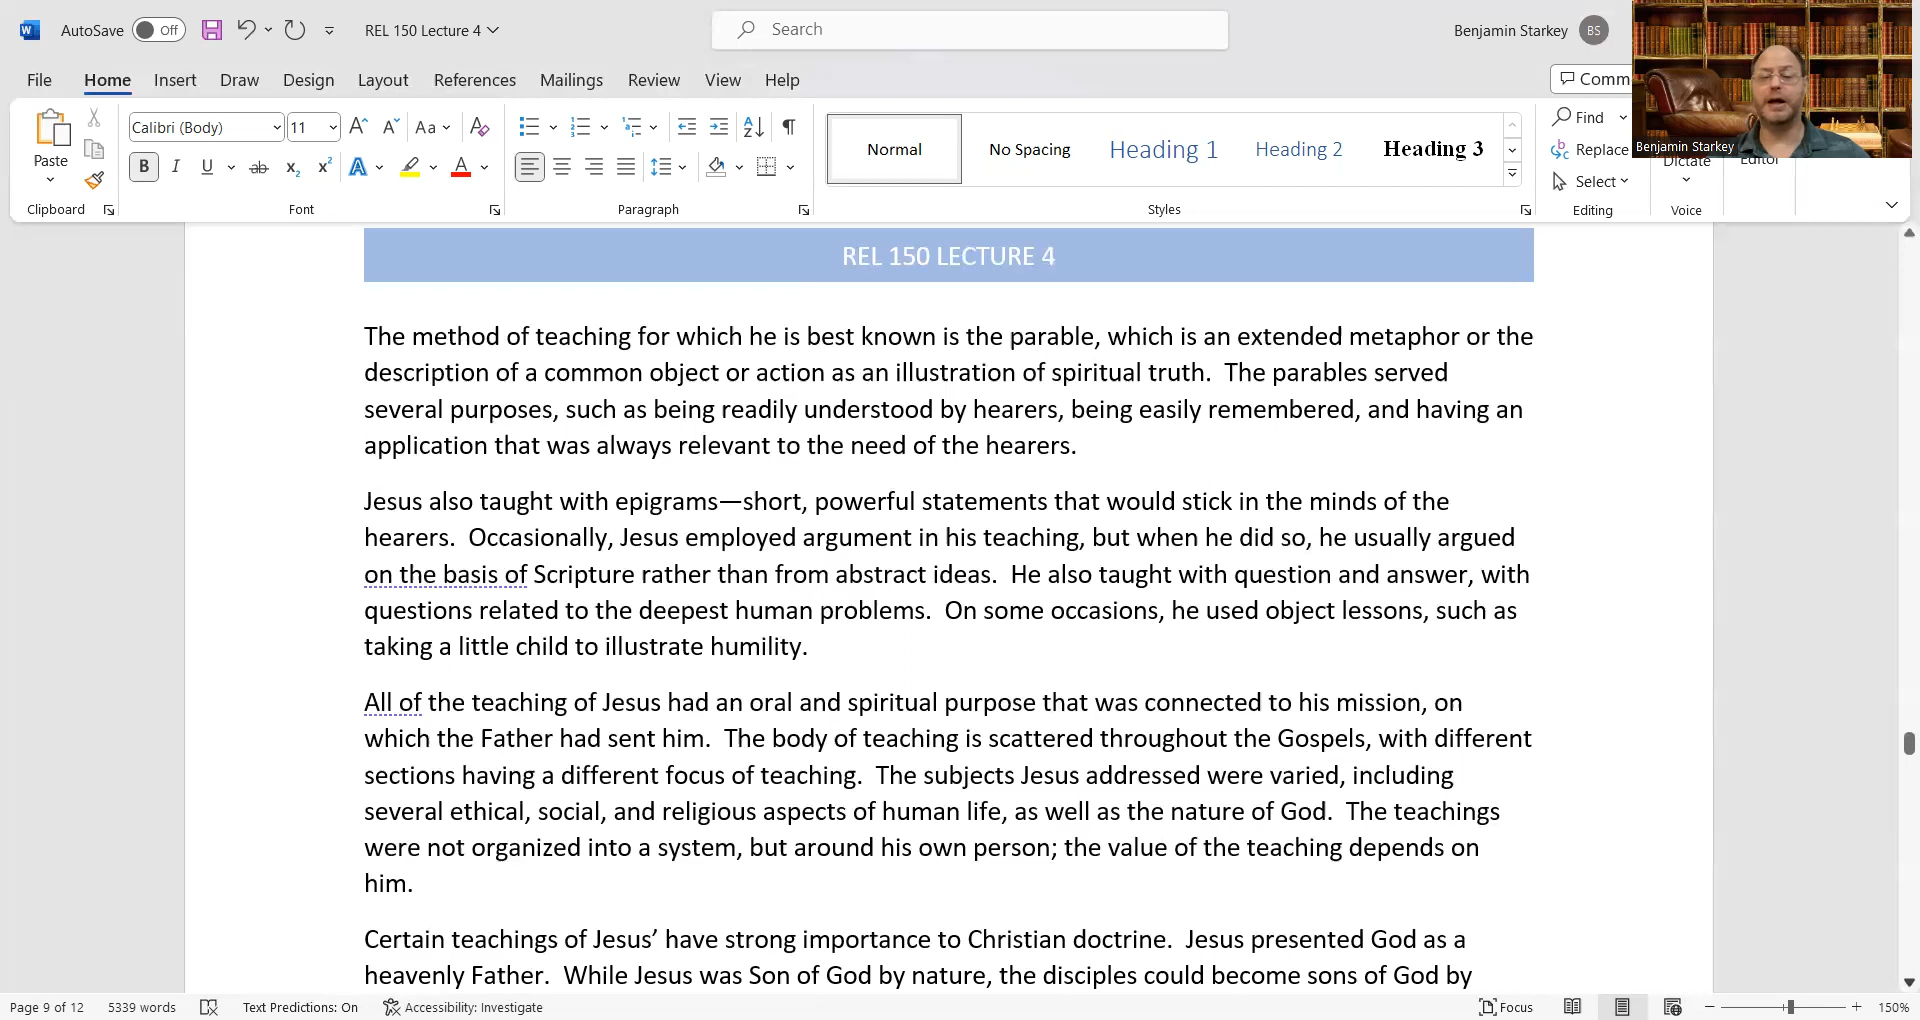 AutoSave Off REL 150 Lecture 4 Search Benjamin Starkey BS
File Home Insert Draw Design Layout References Mailings Review View Help Comm
Calibri (Body) 11 Aa Normal No Spacing Heading 1 Heading 2 Heading 3 Find
Benjamin Starkey
Paste B I U ab x₂ x² A A Replace Dictate Editor
Select
Clipboard Font Paragraph Styles Editing Voice
REL 150 LECTURE 4
The method of teaching for which he is best known is the parable, which is an extended metaphor or the
description of a common object or action as an illustration of spiritual truth.  The parables served
several purposes, such as being readily understood by hearers, being easily remembered, and having an
application that was always relevant to the need of the hearers.
Jesus also taught with epigrams—short, powerful statements that would stick in the minds of the
hearers.  Occasionally, Jesus employed argument in his teaching, but when he did so, he usually argued
on the basis of Scripture rather than from abstract ideas.  He also taught with question and answer, with
questions related to the deepest human problems.  On some occasions, he used object lessons, such as
taking a little child to illustrate humility.
All of the teaching of Jesus had an oral and spiritual purpose that was connected to his mission, on
which the Father had sent him.  The body of teaching is scattered throughout the Gospels, with different
sections having a different focus of teaching.  The subjects Jesus addressed were varied, including
several ethical, social, and religious aspects of human life, as well as the nature of God.  The teachings
were not organized into a system, but around his own person; the value of the teaching depends on
him.
Certain teachings of Jesus’ have strong importance to Christian doctrine.  Jesus presented God as a
heavenly Father.  While Jesus was Son of God by nature, the disciples could become sons of God by
Page 9 of 12 5339 words Text Predictions: On Accessibility: Investigate Focus 150%